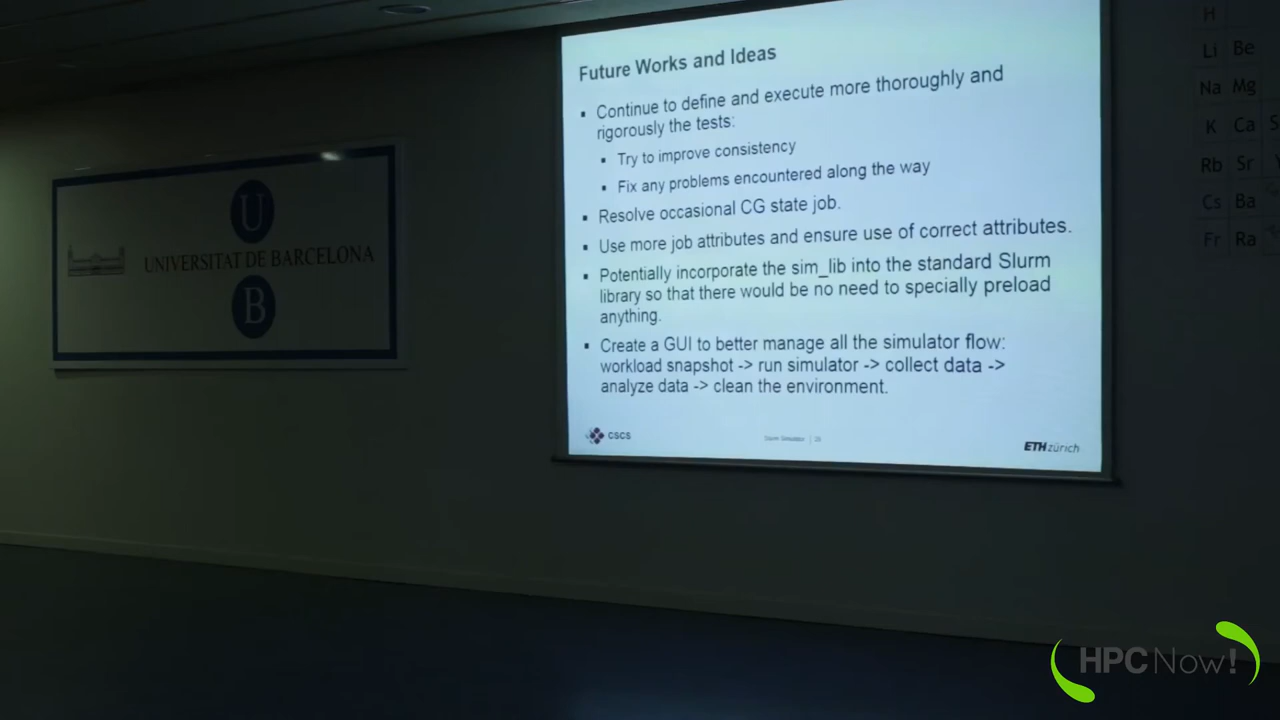 Future Works and Ideas
▪ Continue to define and execute more thoroughly and
rigorously the tests:
▪ Try to improve consistency
▪ Fix any problems encountered along the way
▪ Resolve occasional CG state job.
▪ Use more job attributes and ensure use of correct attributes.
▪ Potentially incorporate the sim_lib into the standard Slurm
library so that there would be no need to specially preload
anything.
▪ Create a GUI to better manage all the simulator flow:
workload snapshot -> run simulator -> collect data ->
analyze data -> clean the environment.
CSCS
Slurm Simulator | 20
ETH zürich
U
UNIVERSITAT DE BARCELONA
B
H
Li Be
Na Mg
K Ca
Rb Sr
Cs Ba
Fr Ra
HPCNow!